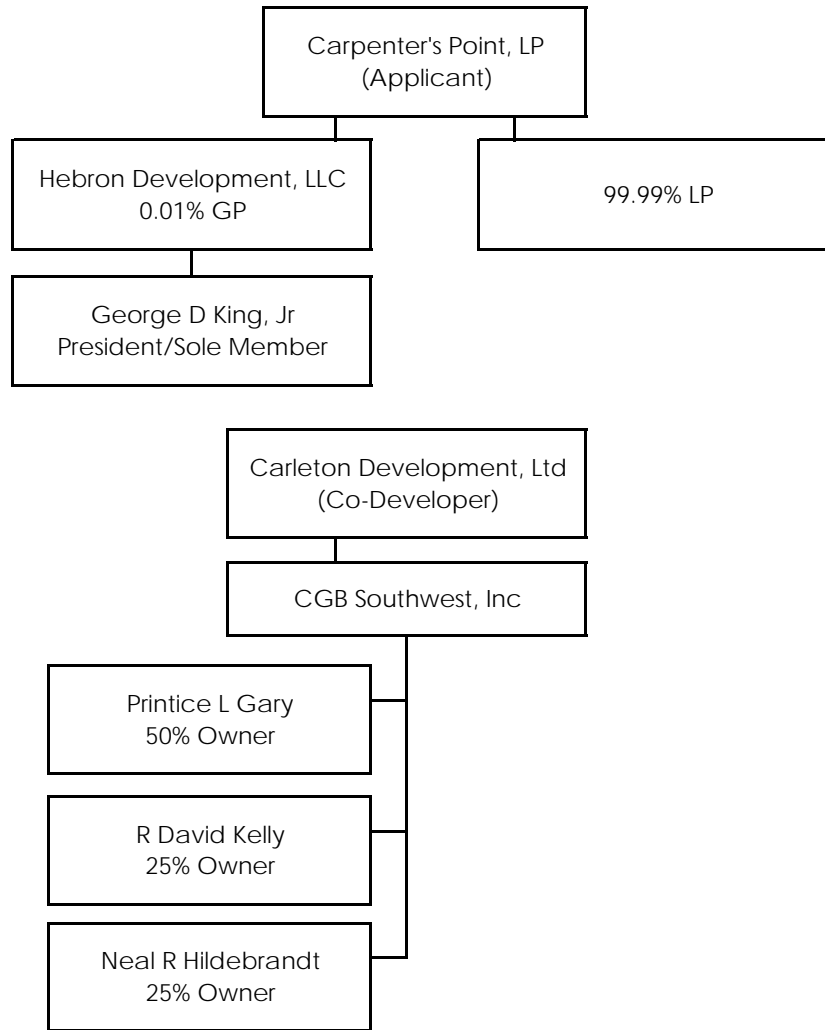 Carpenter's Point, LP
(Applicant)
Hebron Development, LLC
0.01% GP
99.99% LP
George D King, Jr
President/Sole Member
Carleton Development, Ltd
(Co-Developer)
CGB Southwest, Inc
Printice L Gary
50% Owner
R David Kelly
25% Owner
Neal R Hildebrandt
25% Owner